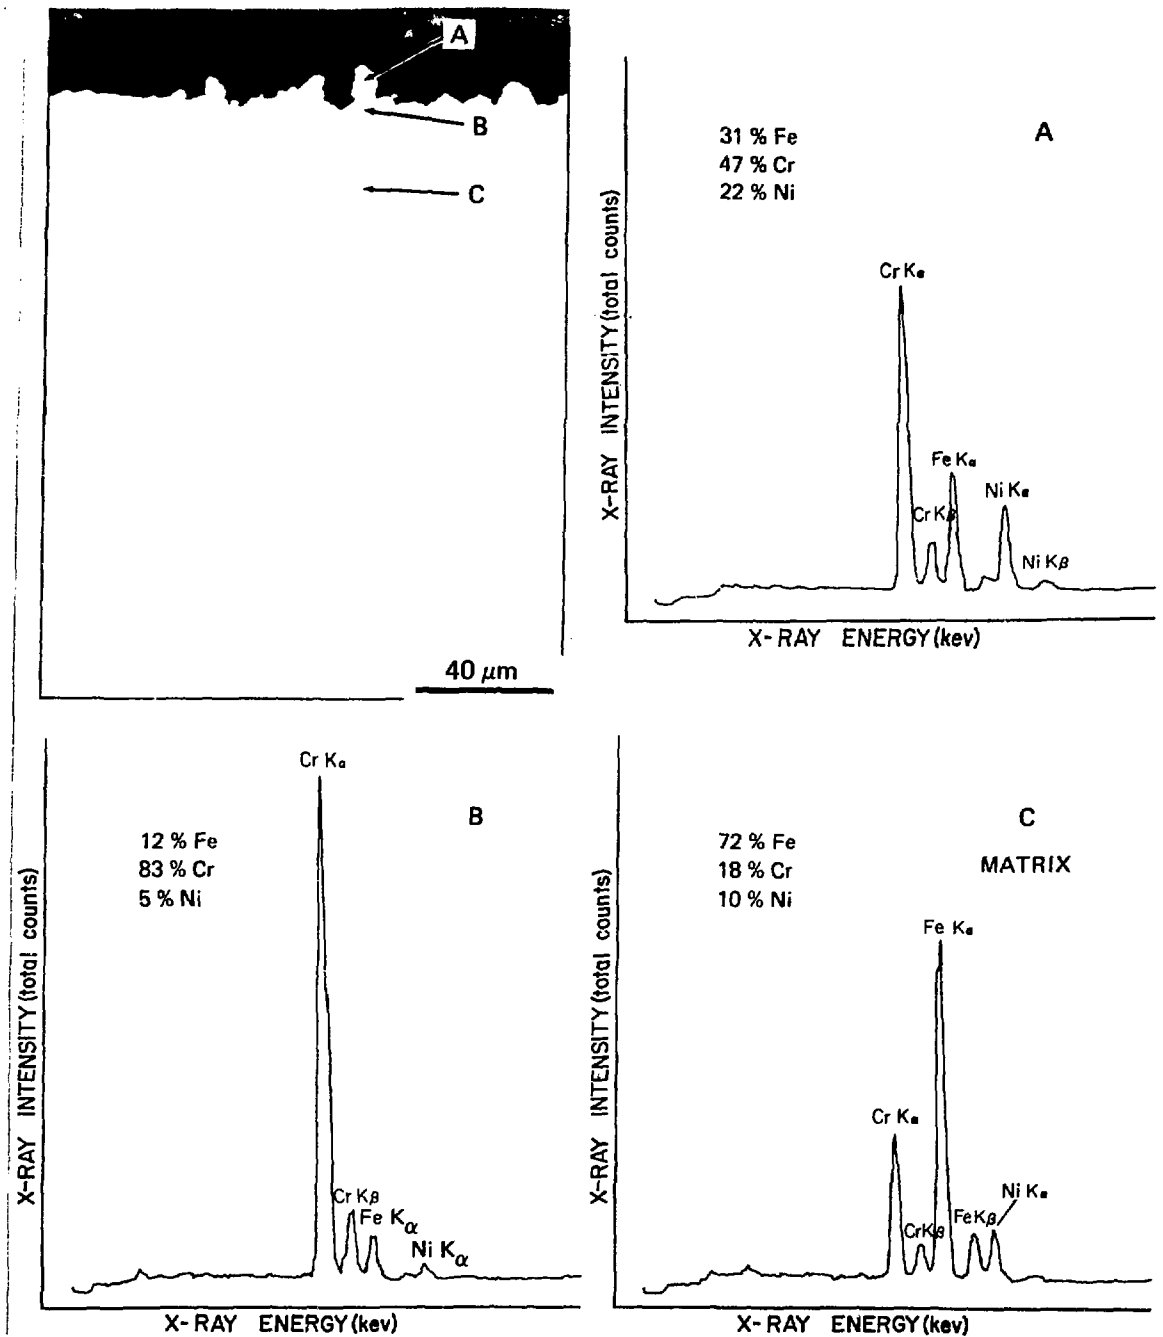 A
B
C
40 μm
31 % Fe
47 % Cr
22 % Ni
A
Cr Kα
Cr Kβ
Fe Kα
Ni Kα
Ni Kβ
X-RAY INTENSITY (total counts)
X-RAY ENERGY (kev)
12 % Fe
83 % Cr
5 % Ni
B
Cr Kα
Cr Kβ
Fe Kα
Ni Kα
X-RAY INTENSITY (total counts)
X-RAY ENERGY (kev)
72 % Fe
18 % Cr
10 % Ni
C
MATRIX
Cr Kα
Cr Kβ
Fe Kα
Fe Kβ
Ni Kα
X-RAY INTENSITY (total counts)
X-RAY ENERGY (kev)